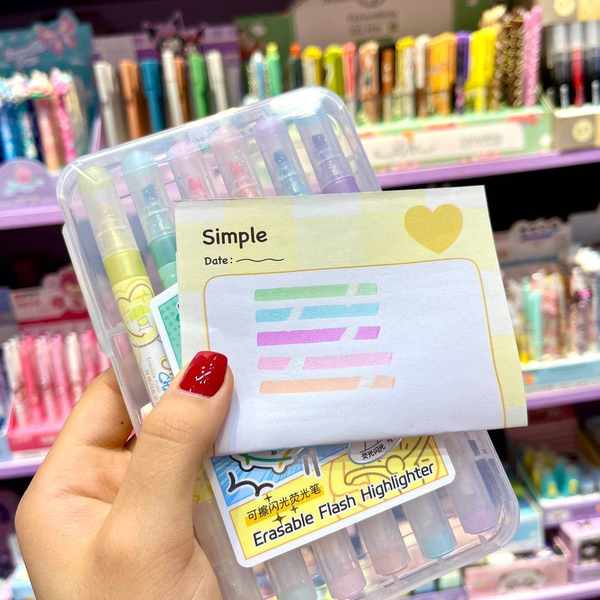 Simple
Date:
可擦闪光荧光笔
Erasable Flash Highlighter